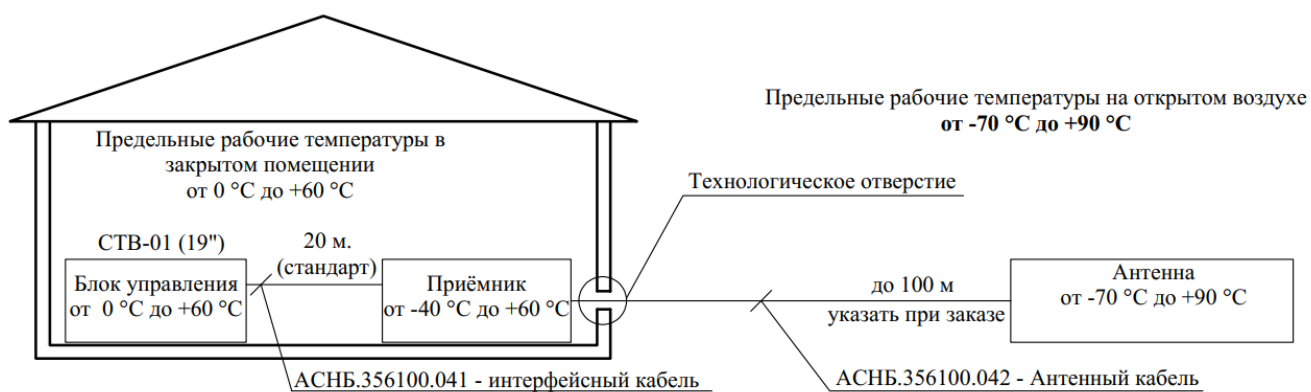 Предельные рабочие температуры на открытом воздухе
от -70 °C до +90 °C
Предельные рабочие температуры в
закрытом помещении
от 0 °C до +60 °C
Технологическое отверстие
СТВ-01 (19")
20 м.
(стандарт)
Блок управления
от 0 °C до +60 °C
Приёмник
от -40 °C до +60 °C
до 100 м
указать при заказе
Антенна
от -70 °C до +90 °C
АСНБ.356100.041 - интерфейсный кабель
АСНБ.356100.042 - Антенный кабель